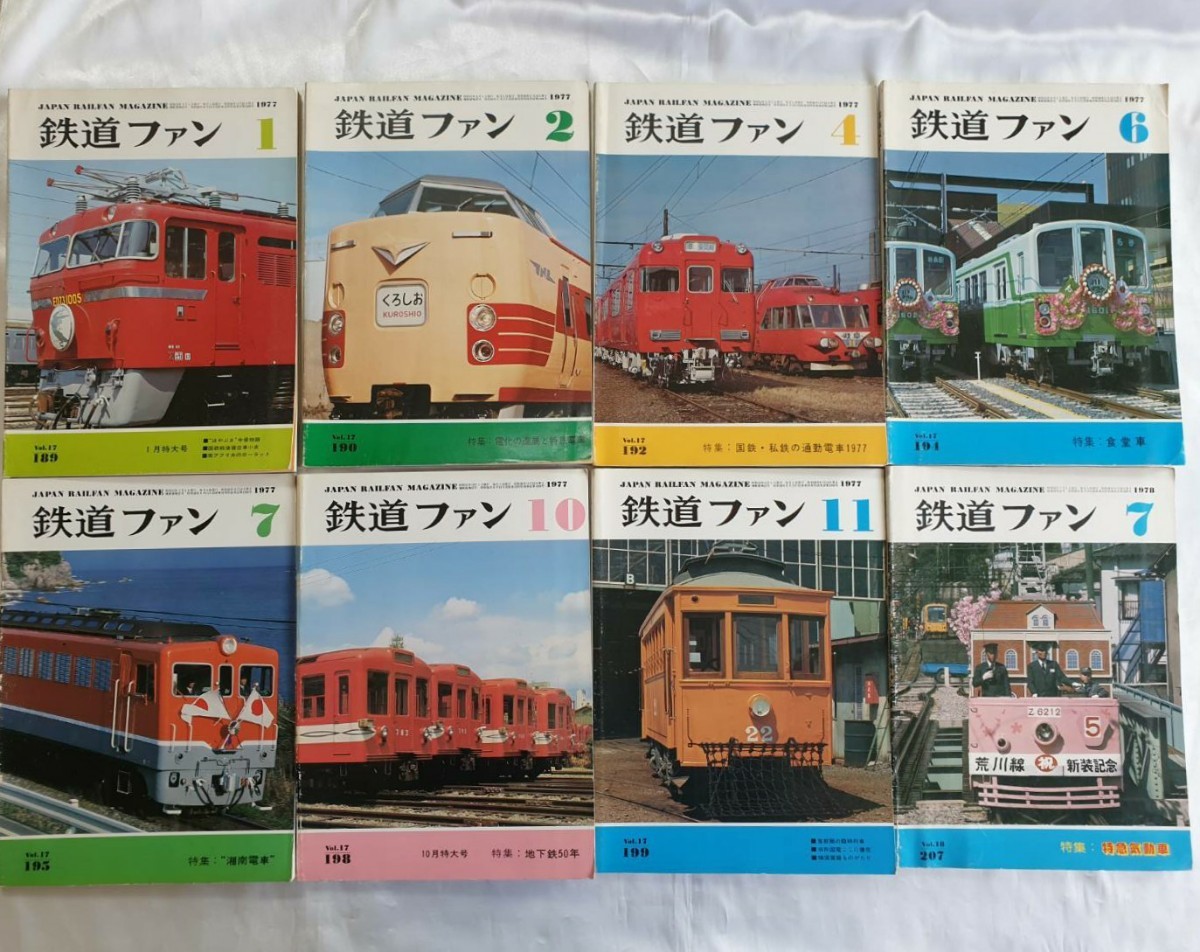 JAPAN RAILFAN MAGAZINE 1977
鉄道ファン 1
ED731005
Vol.17
189
1月特大号
JAPAN RAILFAN MAGAZINE 1977
鉄道ファン 2
くろしお
KUROSHIO
Vol.17
190
JAPAN RAILFAN MAGAZINE 1977
鉄道ファン 4
Vol.17
192
特集：国鉄・私鉄の通勤電車1977
JAPAN RAILFAN MAGAZINE 1977
鉄道ファン 6
1601
Vol.17
194
特集：食堂車
JAPAN RAILFAN MAGAZINE 1977
鉄道ファン 7
Vol.17
195
特集："湘南電車"
JAPAN RAILFAN MAGAZINE 1977
鉄道ファン 10
782
Vol.17
198
10月特大号 特集：地下鉄50年
JAPAN RAILFAN MAGAZINE 1977
鉄道ファン 11
B
22
Vol.17
199
JAPAN RAILFAN MAGAZINE 1978
鉄道ファン 7
Z6212
5
荒川線 祝 新装記念
Vol.18
207
特集：特急気動車